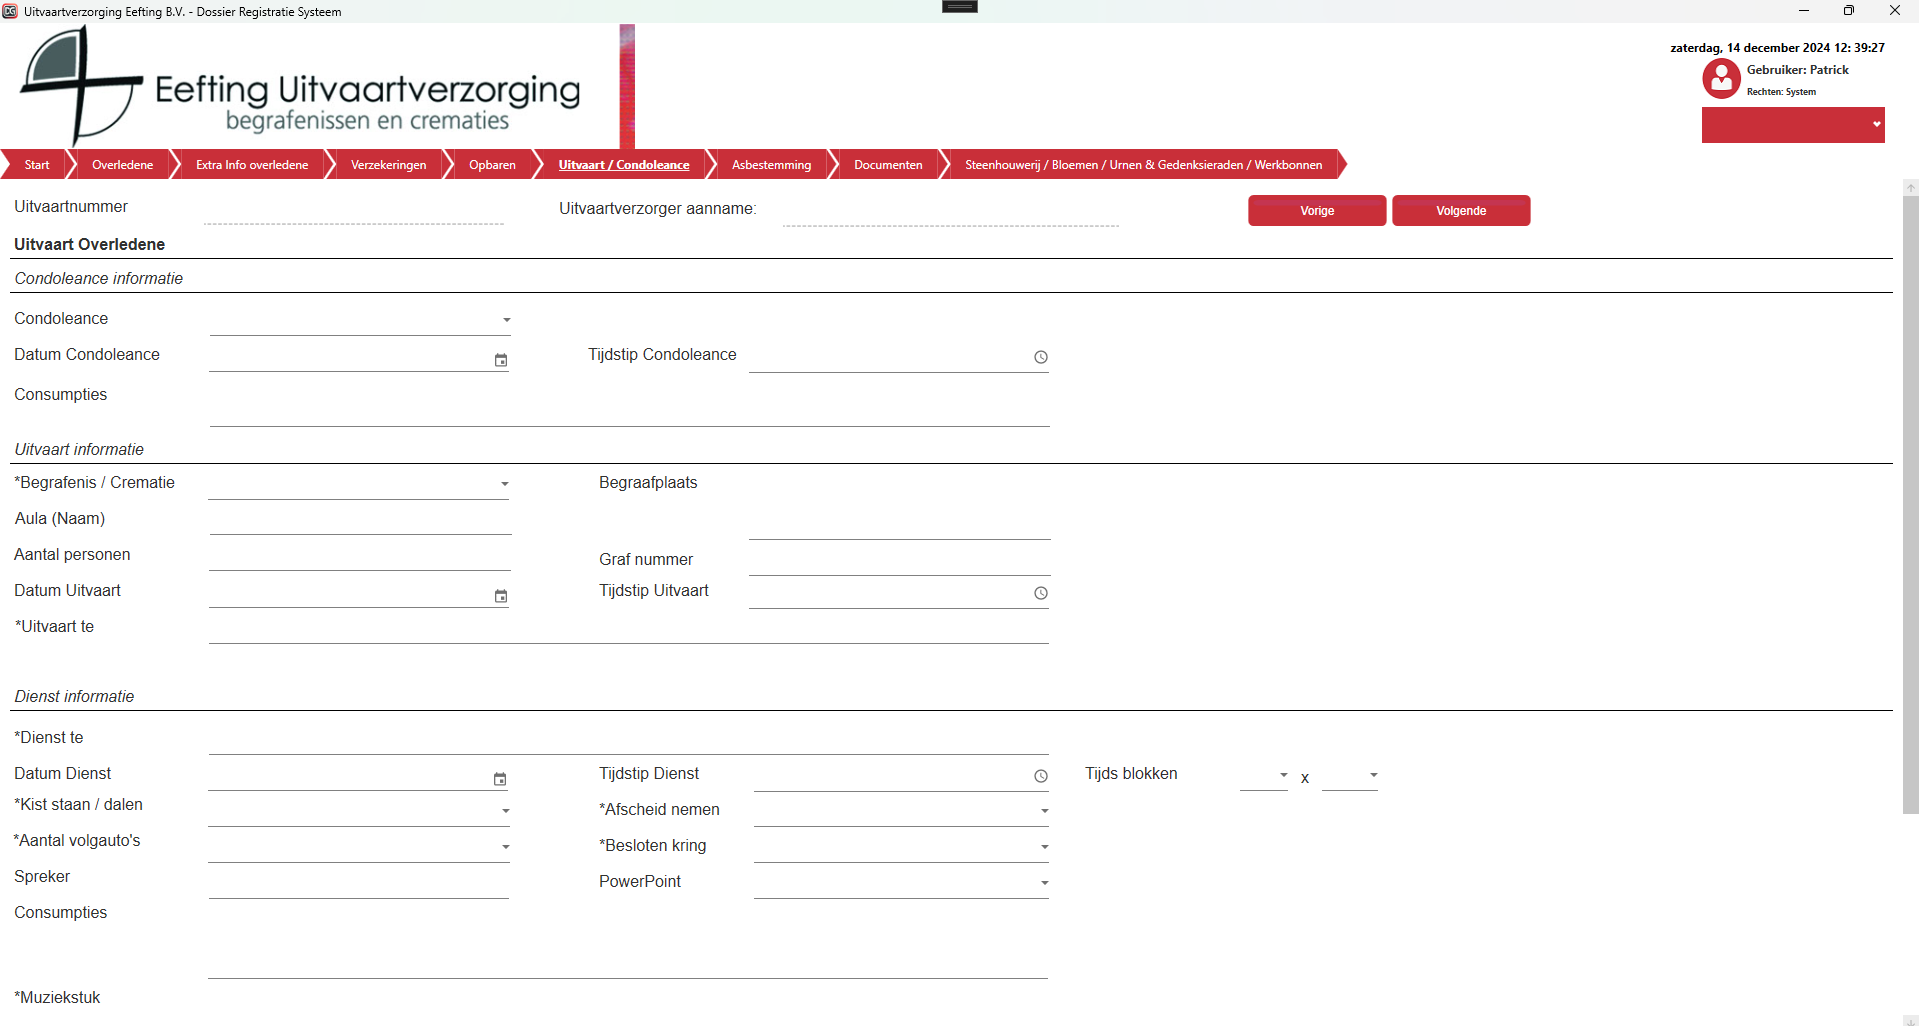 Uitvaartverzorging Eefting B.V. - Dossier Registratie Systeem
Eefting Uitvaartverzorging
begrafenissen en crematies
zaterdag, 14 december 2024 12: 39:27
Gebruiker: Patrick
Rechten: System
Start Overledene Extra Info overledene Verzekeringen Opbaren Uitvaart / Condoleance Asbestemming Documenten Steenhouwerij / Bloemen / Urnen & Gedenksieraden / Werkbonnen
Uitvaartnummer Uitvaartverzorger aanname: Vorige Volgende
Uitvaart Overledene
Condoleance informatie
Condoleance
Datum Condoleance Tijdstip Condoleance
Consumpties
Uitvaart informatie
*Begrafenis / Crematie Begraafplaats
Aula (Naam)
Aantal personen Graf nummer
Datum Uitvaart Tijdstip Uitvaart
*Uitvaart te
Dienst informatie
*Dienst te
Datum Dienst Tijdstip Dienst Tijds blokken x
*Kist staan / dalen *Afscheid nemen
*Aantal volgauto's *Besloten kring
Spreker PowerPoint
Consumpties
*Muziekstuk